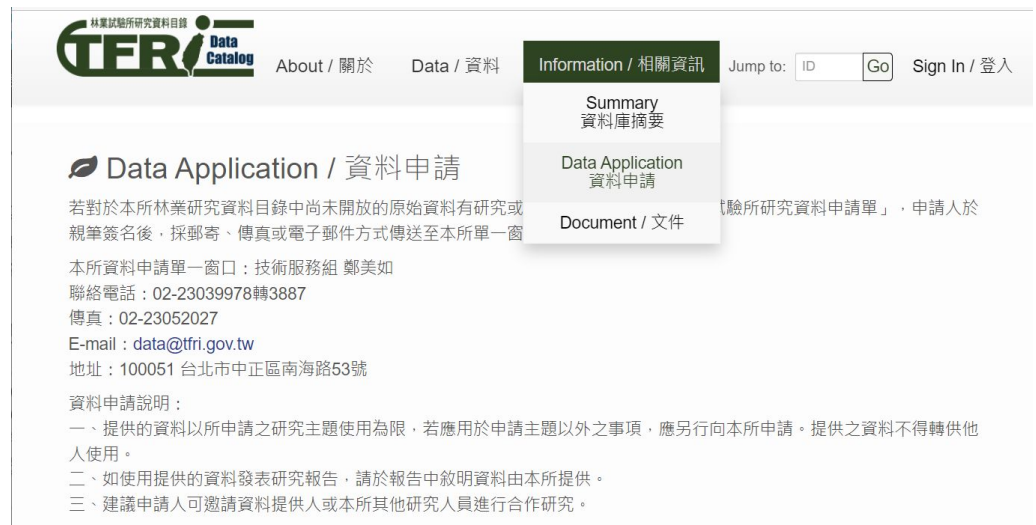 林業試驗所研究資料目錄
TFRi Data Catalog
About / 關於 Data / 資料 Information / 相關資訊 Jump to: ID Go Sign In / 登入
Summary
資料庫摘要
Data Application
資料申請
Document / 文件
Data Application / 資料申請
若對於本所林業研究資料目錄中尚未開放的原始資料有研究或 驗所研究資料申請單」,申請人於
親筆簽名後,採郵寄、傳真或電子郵件方式傳送至本所單一窗
本所資料申請單一窗口:技術服務組 鄭美如
聯絡電話:02-23039978轉3887
傳真:02-23052027
E-mail:data@tfri.gov.tw
地址:100051 台北市中正區南海路53號
資料申請說明:
一、提供的資料以所申請之研究主題使用為限,若應用於申請主題以外之事項,應另行向本所申請。提供之資料不得轉供他
人使用。
二、如使用提供的資料發表研究報告,請於報告中敘明資料由本所提供。
三、建議申請人可邀請資料提供人或本所其他研究人員進行合作研究。